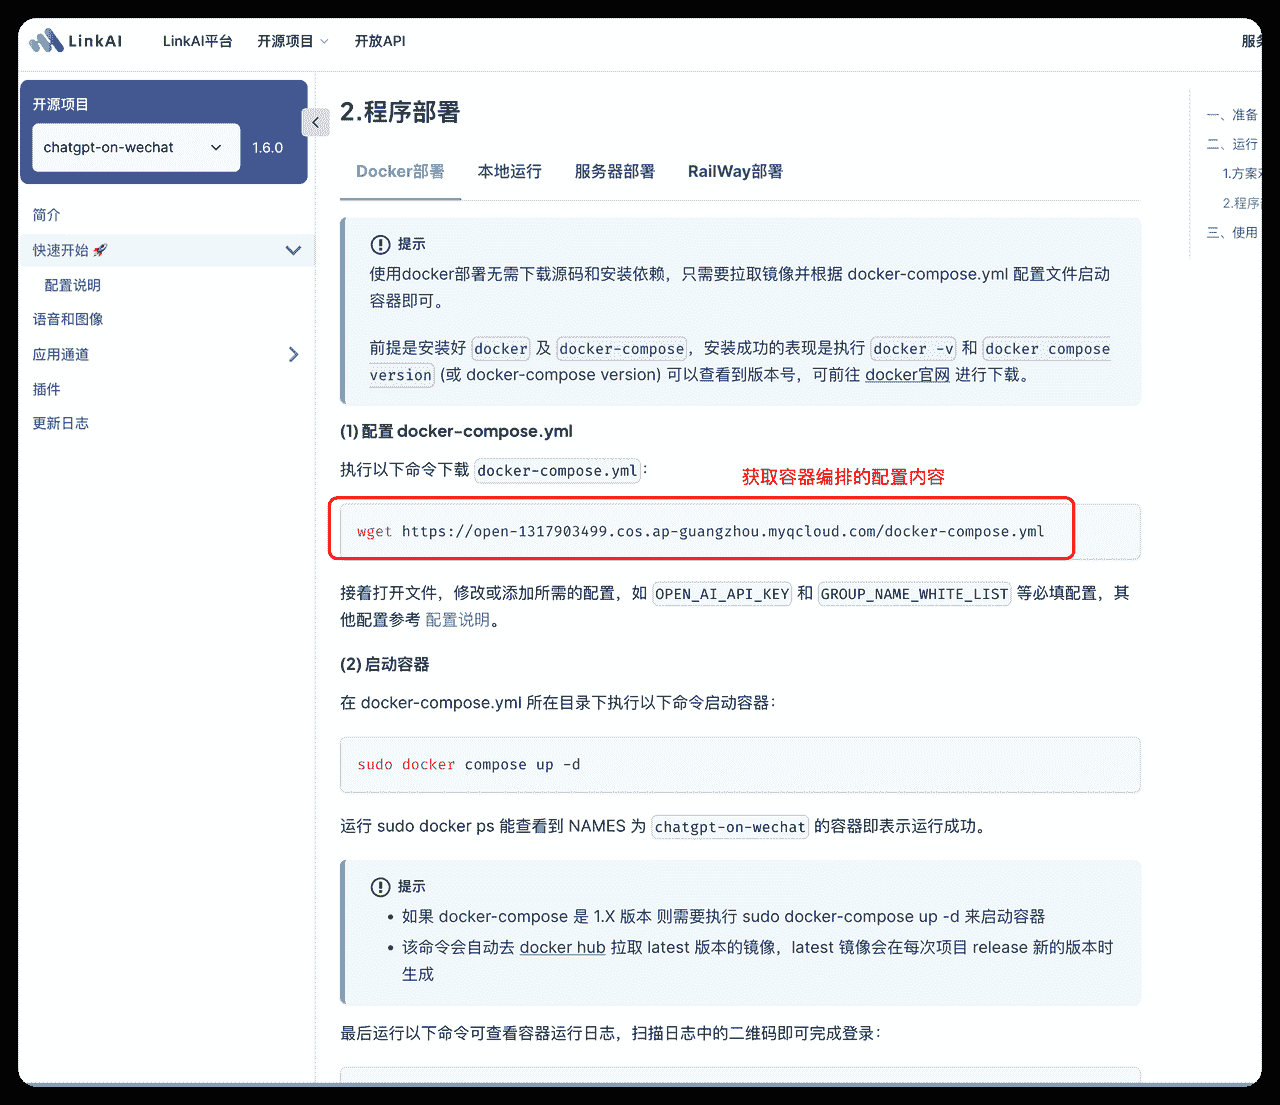 LinkAI
LinkAI平台
开源项目
开放API
开源项目
chatgpt-on-wechat
1.6.0
简介
快速开始 🚀
配置说明
语音和图像
应用通道
插件
更新日志
2.程序部署
Docker部署
本地运行
服务器部署
RailWay部署
提示
使用docker部署无需下载源码和安装依赖，只需要拉取镜像并根据 docker-compose.yml 配置文件启动
容器即可。
前提是安装好 docker 及 docker-compose，安装成功的表现是执行 docker -v 和 docker compose
version (或 docker-compose version) 可以查看到版本号，可前往 docker官网 进行下载。
(1) 配置 docker-compose.yml
执行以下命令下载 docker-compose.yml：
获取容器编排的配置内容
wget https://open-1317903499.cos.ap-guangzhou.myqcloud.com/docker-compose.yml
接着打开文件，修改或添加所需的配置，如 OPEN_AI_API_KEY 和 GROUP_NAME_WHITE_LIST 等必填配置，其
他配置参考 配置说明。
(2) 启动容器
在 docker-compose.yml 所在目录下执行以下命令启动容器：
sudo docker compose up -d
运行 sudo docker ps 能查看到 NAMES 为 chatgpt-on-wechat 的容器即表示运行成功。
提示
• 如果 docker-compose 是 1.X 版本 则需要执行 sudo docker-compose up -d 来启动容器
• 该命令会自动去 docker hub 拉取 latest 版本的镜像，latest 镜像会在每次项目 release 新的版本时
生成
最后运行以下命令可查看容器运行日志，扫描日志中的二维码即可完成登录：
一、准备
二、运行
1.方案
2.程序
三、使用